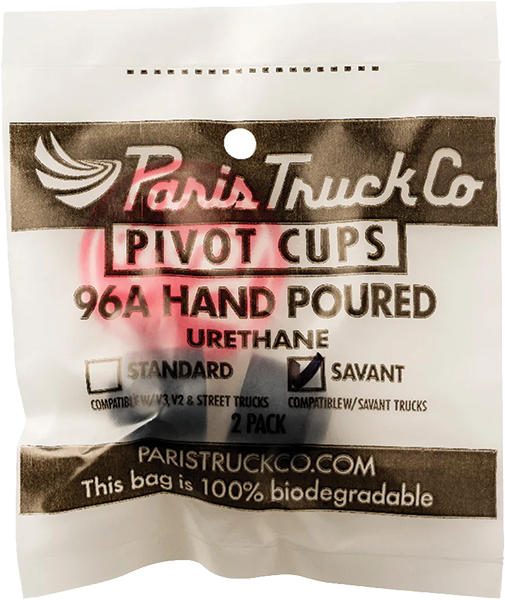 Paris Truck Co
PIVOT CUPS
96A HAND POURED
URETHANE
STANDARD
SAVANT
COMPATIBLE W/ V3, V2 & STREET TRUCKS
COMPATIBLE W/ SAVANT TRUCKS
2 PACK
PARISTRUCKCO.COM
This bag is 100% biodegradable